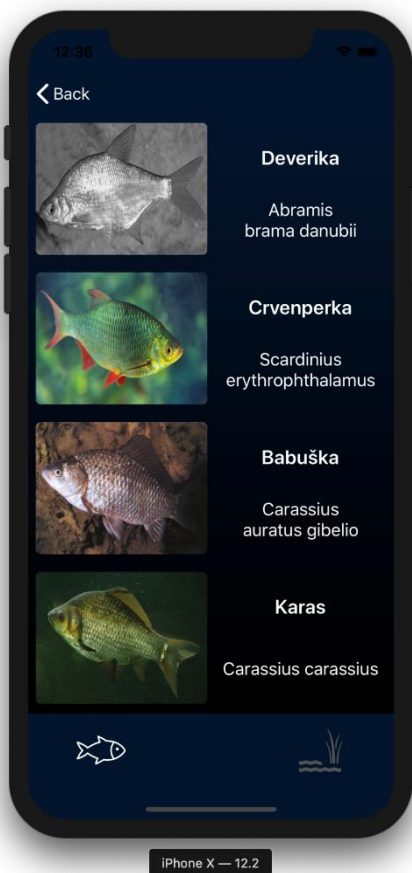 12:36
Back
Deverika
Abramis
brama danubii
Crvenperka
Scardinius
erythrophthalamus
Babuška
Carassius
auratus gibelio
Karas
Carassius carassius
iPhone X — 12.2